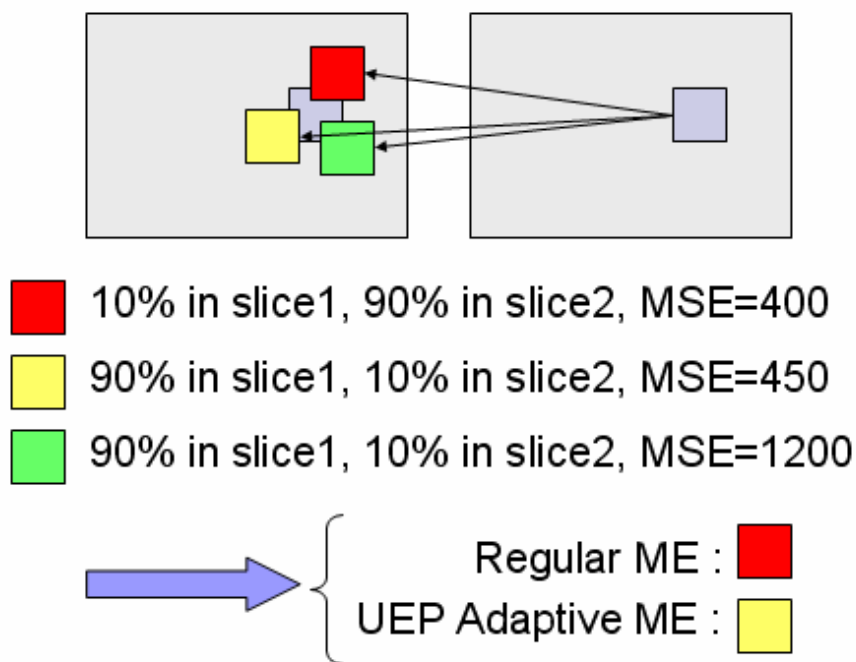 10% in slice1, 90% in slice2, MSE=400
90% in slice1, 10% in slice2, MSE=450
90% in slice1, 10% in slice2, MSE=1200
Regular ME :
UEP Adaptive ME :